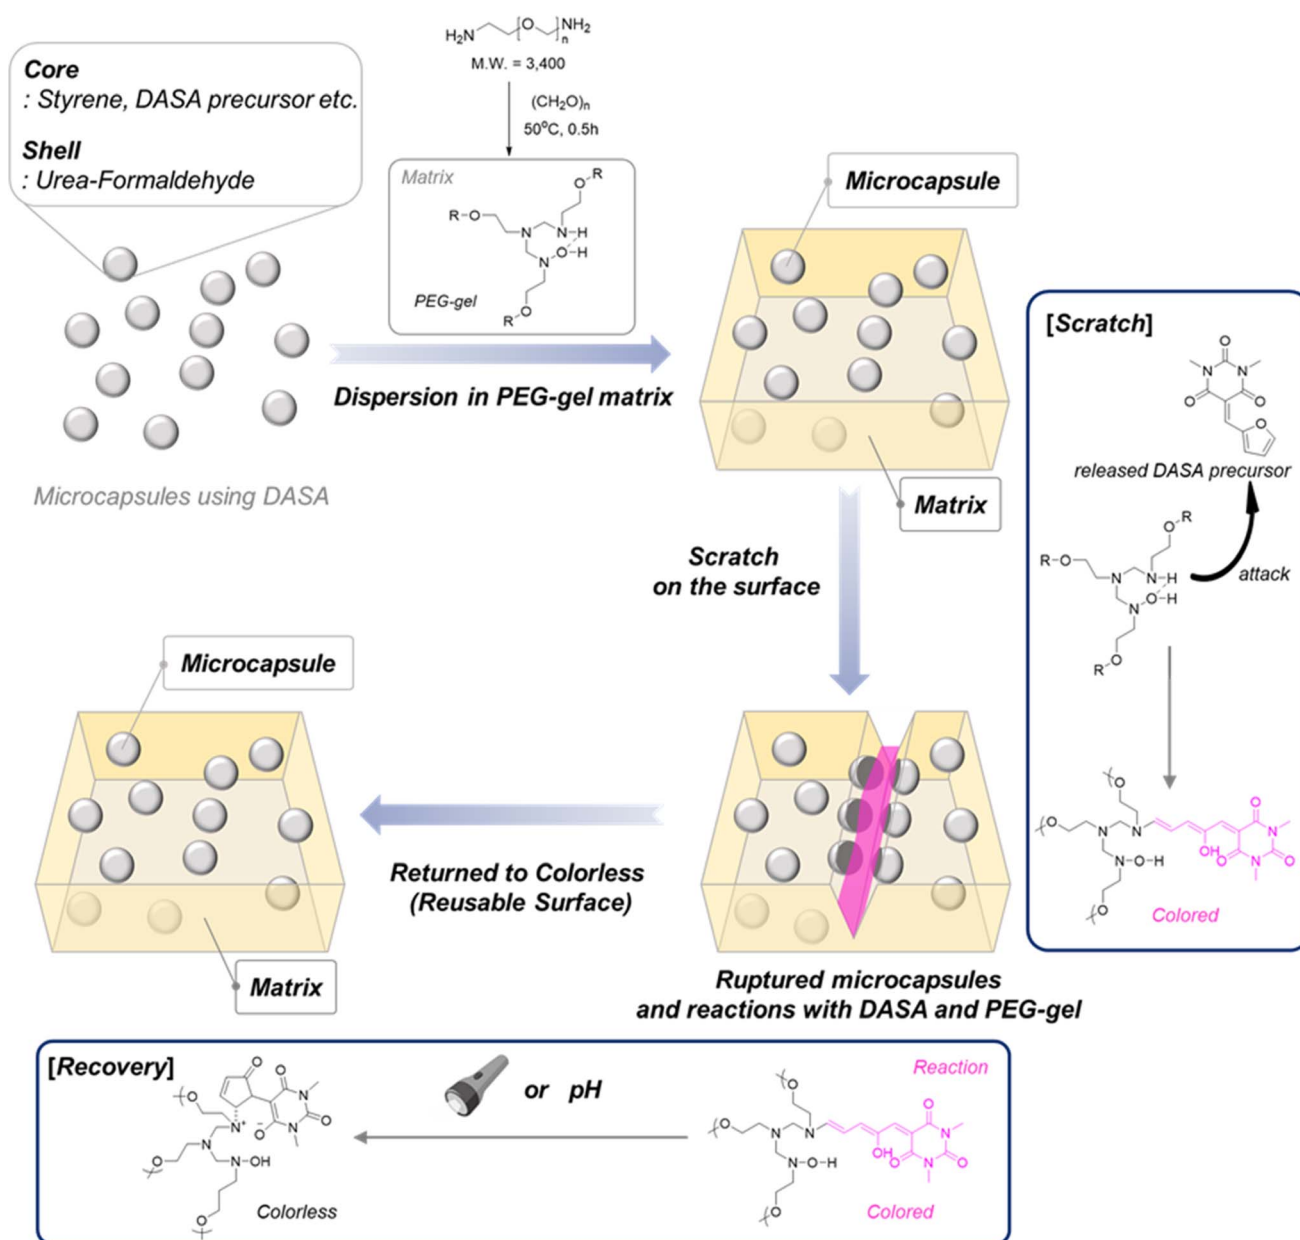 Core
: Styrene, DASA precursor etc.
Shell
: Urea-Formaldehyde
H₂N O NH₂
n
M.W. = 3,400
(CH₂O)ₙ
50°C, 0.5h
Matrix
O-R
R-O
N N-H
N-O-H
O
R
PEG-gel
Microcapsules using DASA
Dispersion in PEG-gel matrix
Microcapsule
Matrix
Scratch
on the surface
[Scratch]
O
N N
O O
O
released DASA precursor
R
O
R-O
N N-H
N-O-H
R-O
attack
O
O
O
N N
N-O-H
O
O
N
OH
O N O
Colored
Ruptured microcapsules
and reactions with DASA and PEG-gel
Returned to Colorless
(Reusable Surface)
Microcapsule
Matrix
[Recovery]
O
O
N
O
N
O⁻
O
N⁺
N
O
N-OH
O
Colorless
or pH
Reaction
O
O
N N
N-O-H
O
O
N
OH
O N O
Colored